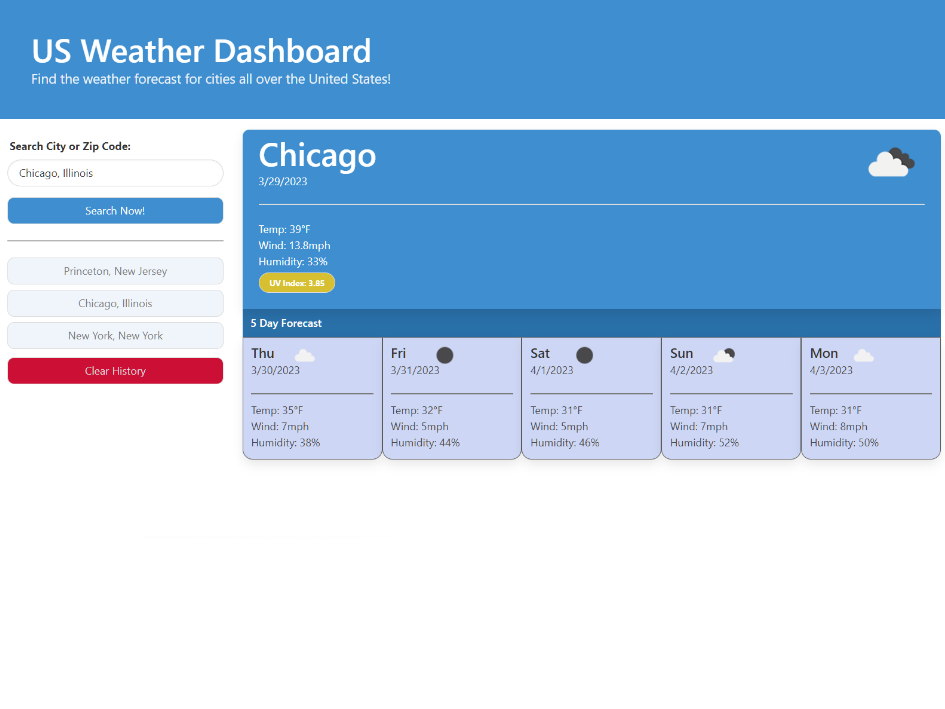 US Weather Dashboard
Find the weather forecast for cities all over the United States!
Search City or Zip Code:
Chicago, Illinois
Search Now!
Princeton, New Jersey
Chicago, Illinois
New York, New York
Clear History
Chicago
3/29/2023
Temp: 39°F
Wind: 13.8mph
Humidity: 33%
UV Index: 3.85
5 Day Forecast
Thu
3/30/2023
Temp: 35°F
Wind: 7mph
Humidity: 38%
Fri
3/31/2023
Temp: 32°F
Wind: 5mph
Humidity: 44%
Sat
4/1/2023
Temp: 31°F
Wind: 5mph
Humidity: 46%
Sun
4/2/2023
Temp: 31°F
Wind: 7mph
Humidity: 52%
Mon
4/3/2023
Temp: 31°F
Wind: 8mph
Humidity: 50%